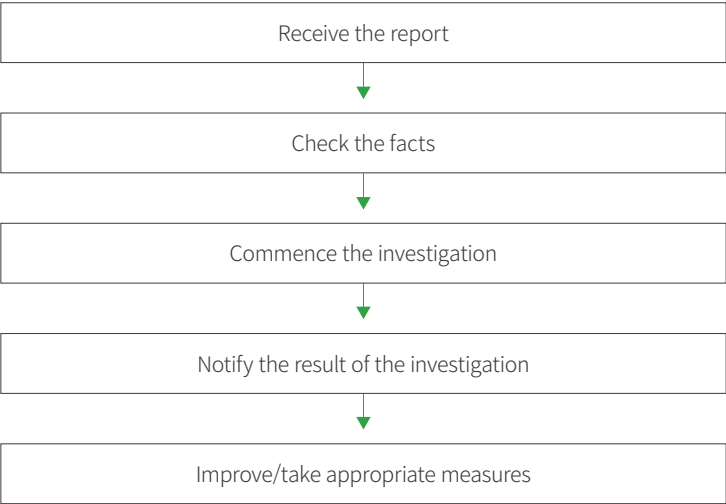 Receive the report
Check the facts
Commence the investigation
Notify the result of the investigation
Improve/take appropriate measures